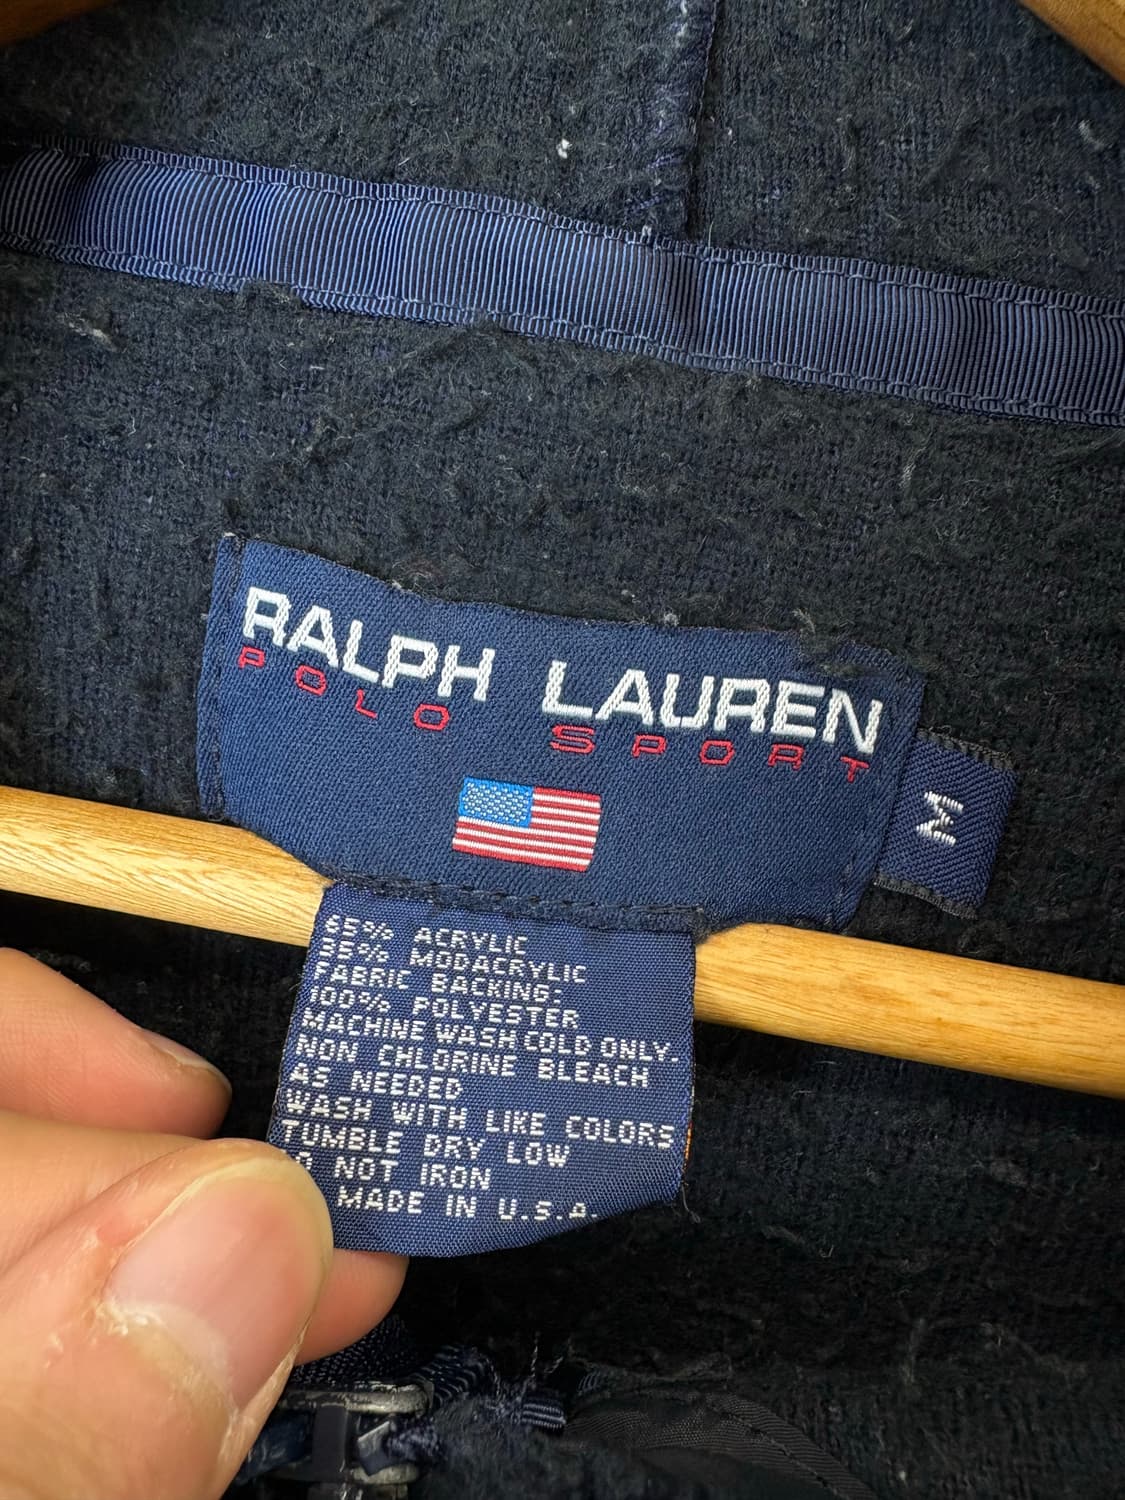 RALPH LAUREN
POLO SPORT
M
65% ACRYLIC
35% MODACRYLIC
FABRIC BACKING:
100% POLYESTER
MACHINE WASH COLD ONLY.
NON CHLORINE BLEACH
AS NEEDED
WASH WITH LIKE COLORS
TUMBLE DRY LOW
O NOT IRON
MADE IN U.S.A.